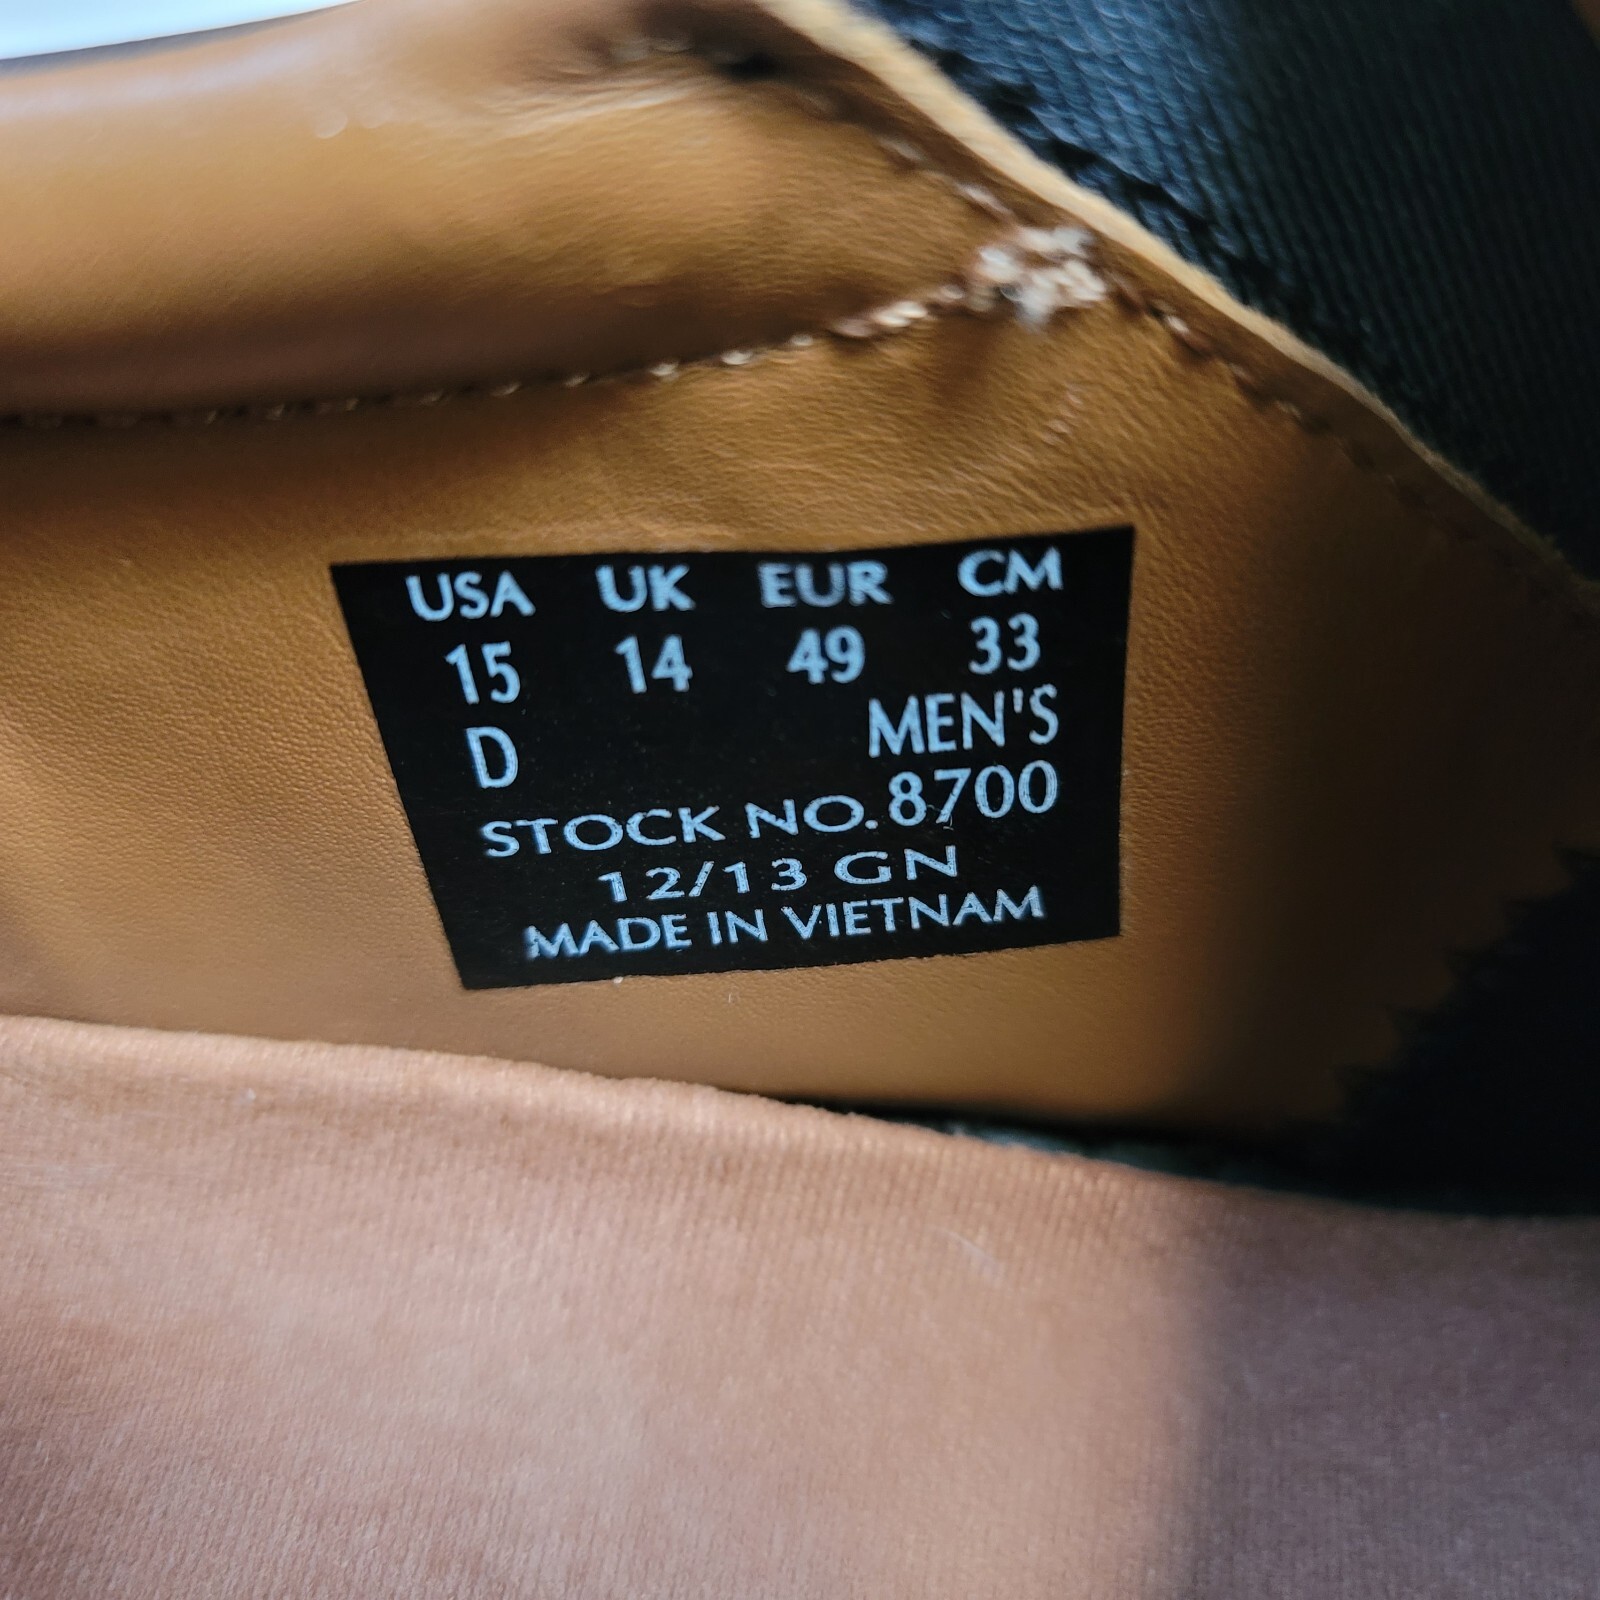 USA UK EUR CM
15 14 49 33
D MEN'S
STOCK NO. 8700
12/13 GN
MADE IN VIETNAM